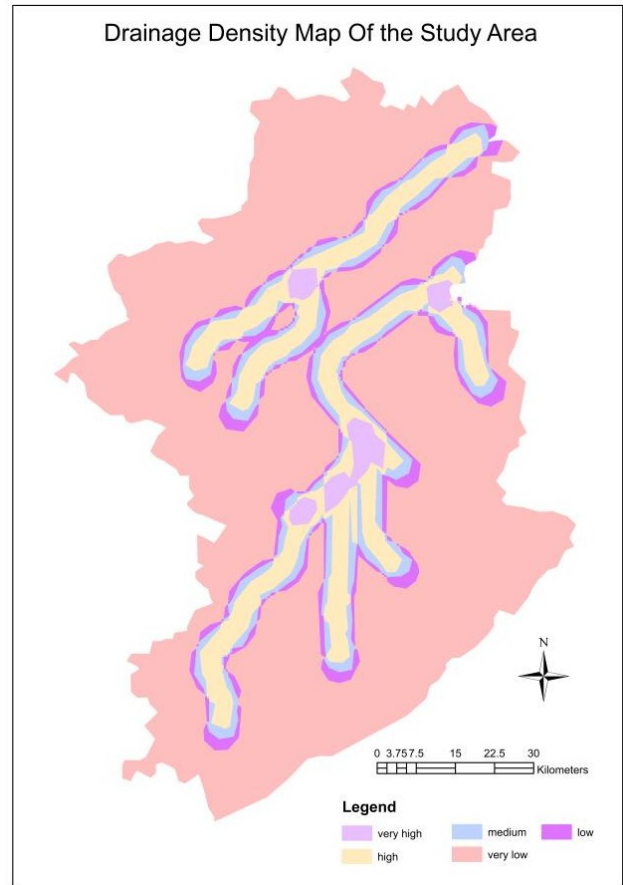 Drainage Density Map Of the Study Area
N
0 3.75 7.5 15 22.5 30
Kilometers
Legend
very high medium low
high very low